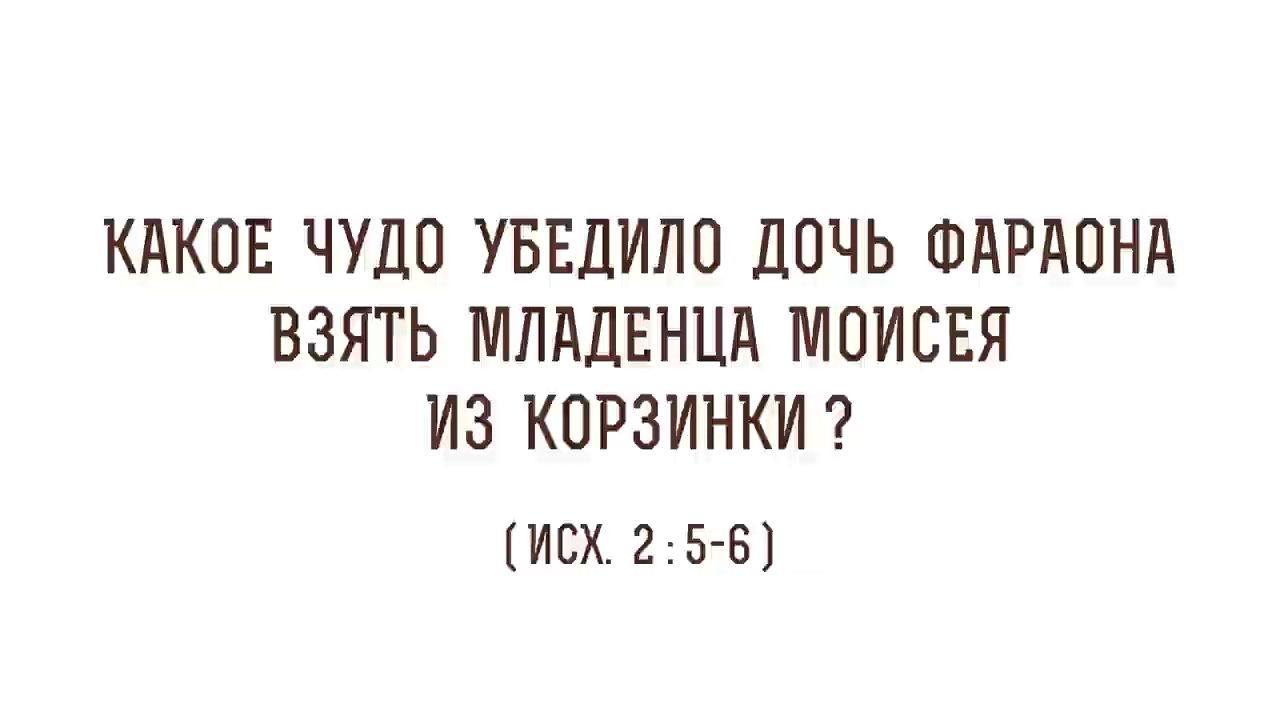 КАКОЕ ЧУДО УБЕДИЛО ДОЧЬ ФАРАОНА
ВЗЯТЬ МЛАДЕНЦА МОИСЕЯ
ИЗ КОРЗИНКИ?
(ИСХ. 2:5-6)